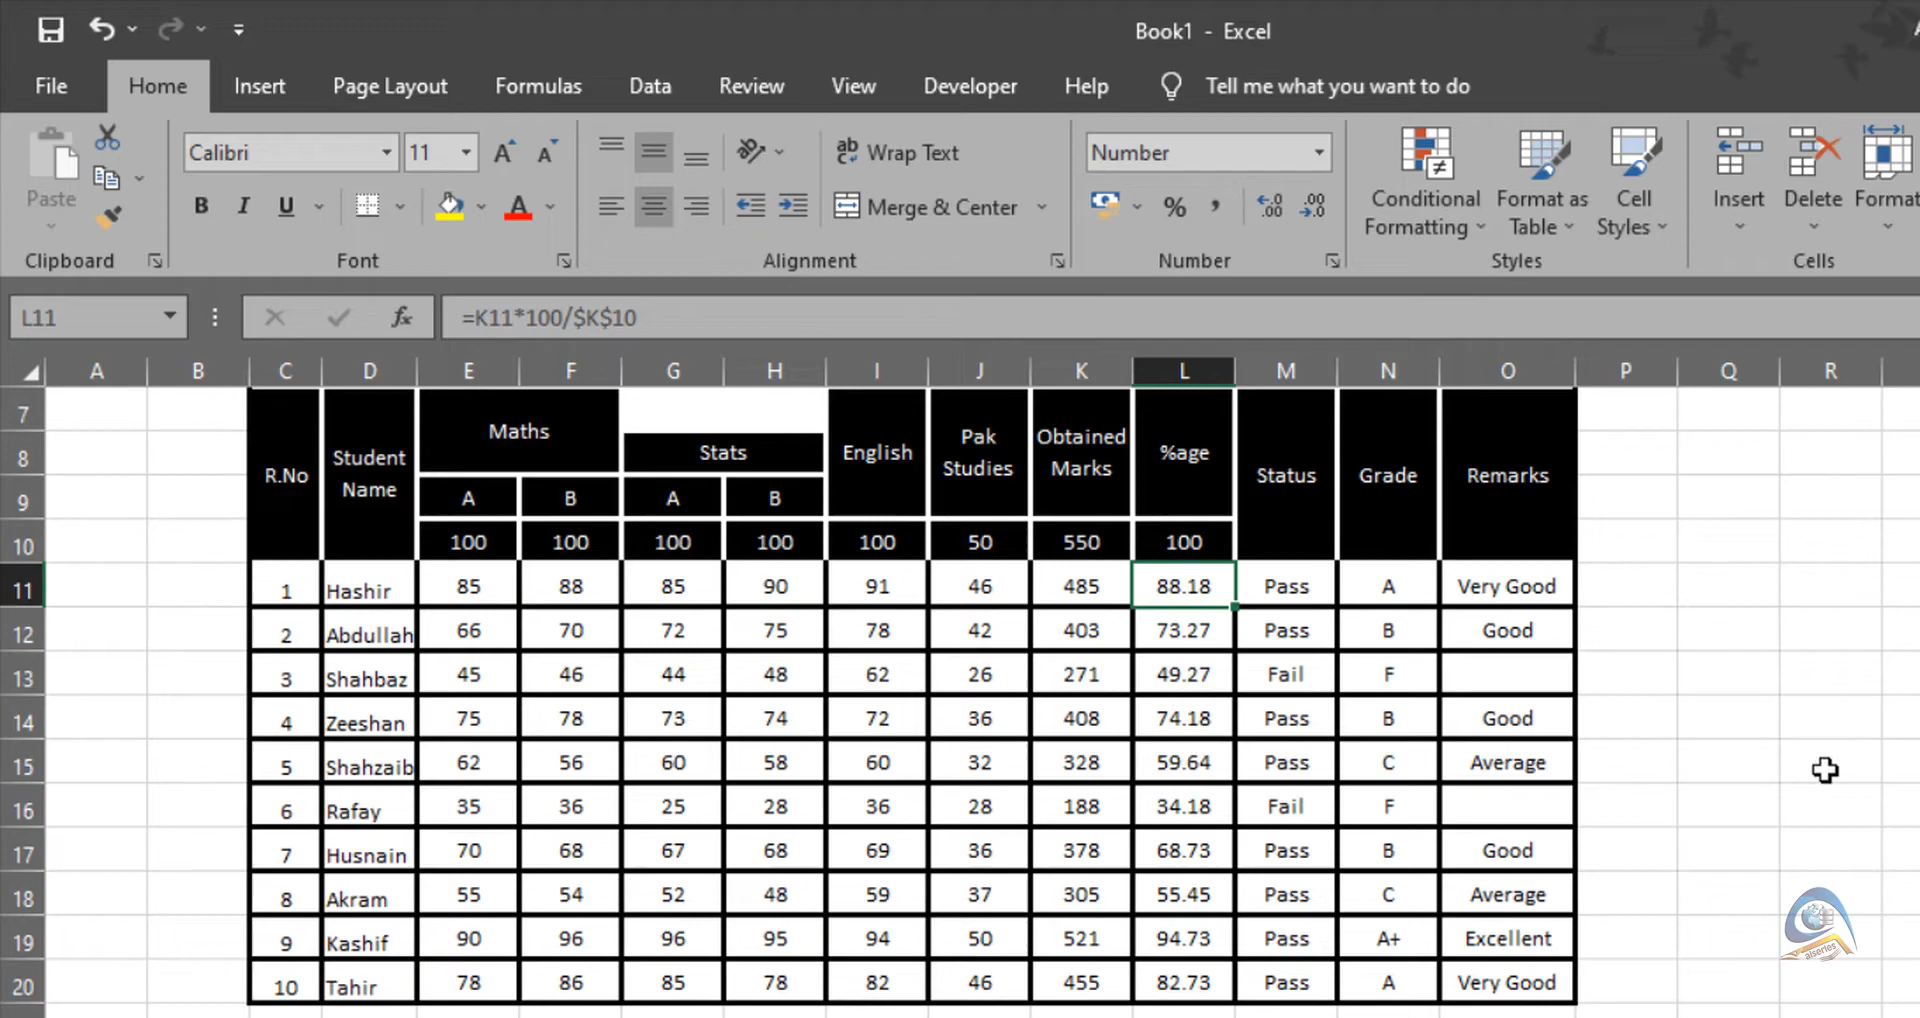 Book1 - Excel
File Home Insert Page Layout Formulas Data Review View Developer Help Tell me what you want to do
Paste
Clipboard
Calibri 11
B I U
Font
ab Wrap Text
Merge & Center
Alignment
Number
% , .00 .00
Number
Conditional Formatting
Format as Table
Cell Styles
Styles
Insert
Delete
Format
Cells
L11 fx =K11*100/$K$10
A B C D E F G H I J K L M N O P Q R
7
8
9
10
R.No
Student
Name
Maths
Stats
English
Pak
Studies
Obtained
Marks
%age
Status
Grade
Remarks
A B A B
100 100 100 100 100 50 550 100
11 1 Hashir 85 88 85 90 91 46 485 88.18 Pass A Very Good
12 2 Abdullah 66 70 72 75 78 42 403 73.27 Pass B Good
13 3 Shahbaz 45 46 44 48 62 26 271 49.27 Fail F
14 4 Zeeshan 75 78 73 74 72 36 408 74.18 Pass B Good
15 5 Shahzaib 62 56 60 58 60 32 328 59.64 Pass C Average
16 6 Rafay 35 36 25 28 36 28 188 34.18 Fail F
17 7 Husnain 70 68 67 68 69 36 378 68.73 Pass B Good
18 8 Akram 55 54 52 48 59 37 305 55.45 Pass C Average
19 9 Kashif 90 96 96 95 94 50 521 94.73 Pass A+ Excellent
20 10 Tahir 78 86 85 78 82 46 455 82.73 Pass A Very Good
alseries